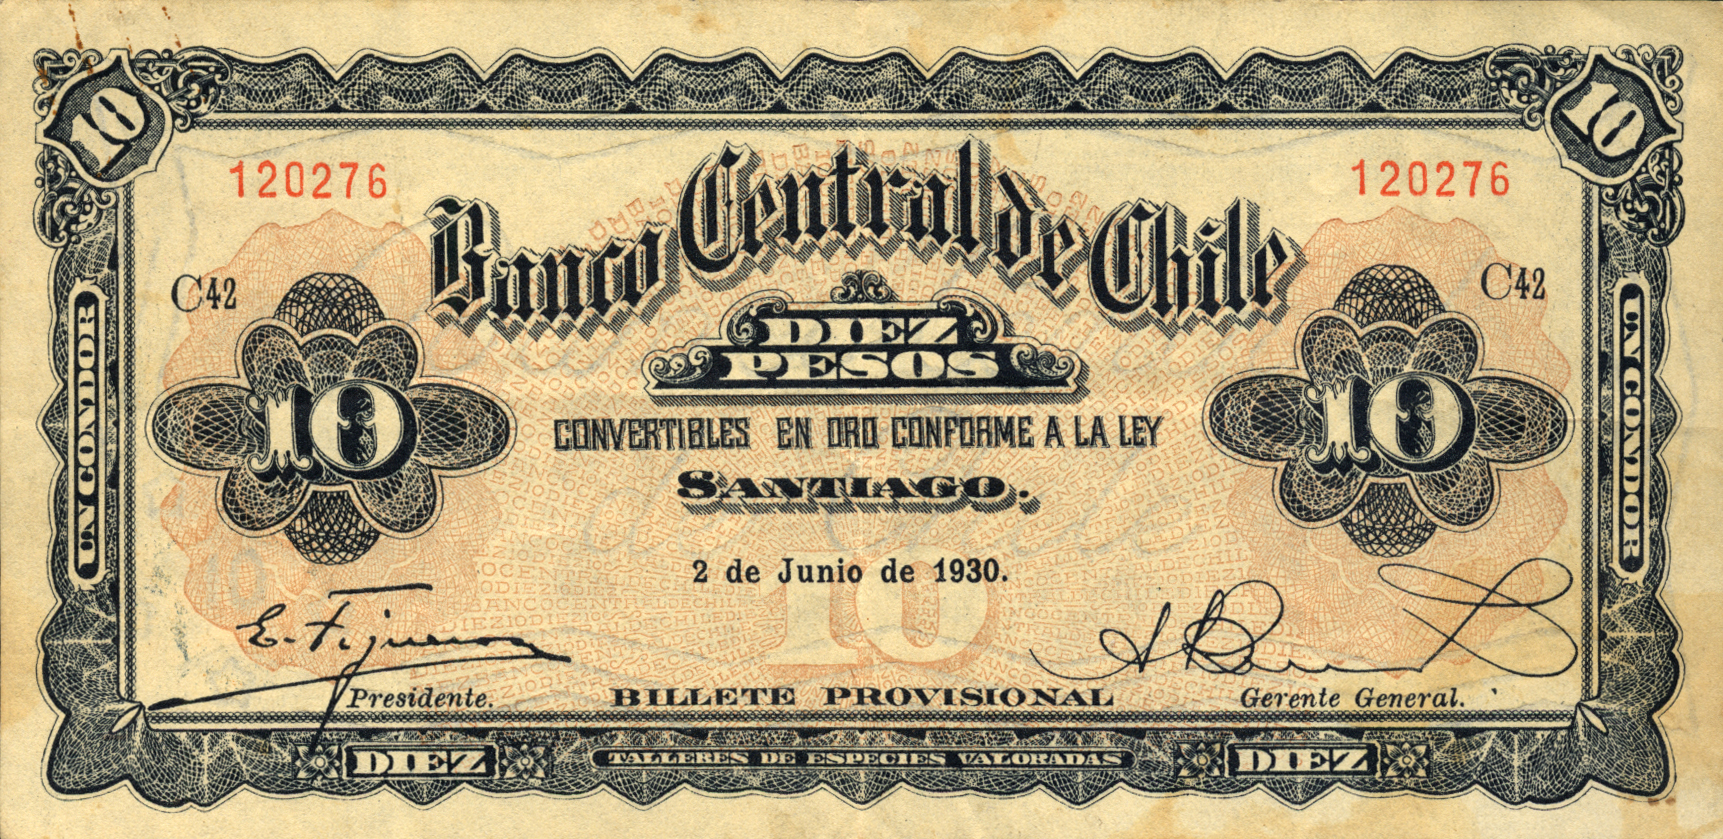 10
10
120276
120276
Banco Central de Chile
C42
C42
DIEZ
PESOS
UN CONDOR
10
10
UN CONDOR
CONVERTIBLES EN ORO CONFORME A LA LEY
SANTIAGO.
2 de Junio de 1930.
10
E. Figueroa
Presidente.
BILLETE PROVISIONAL
Gerente General.
DIEZ
TALLERES DE ESPECIES VALORADAS
DIEZ